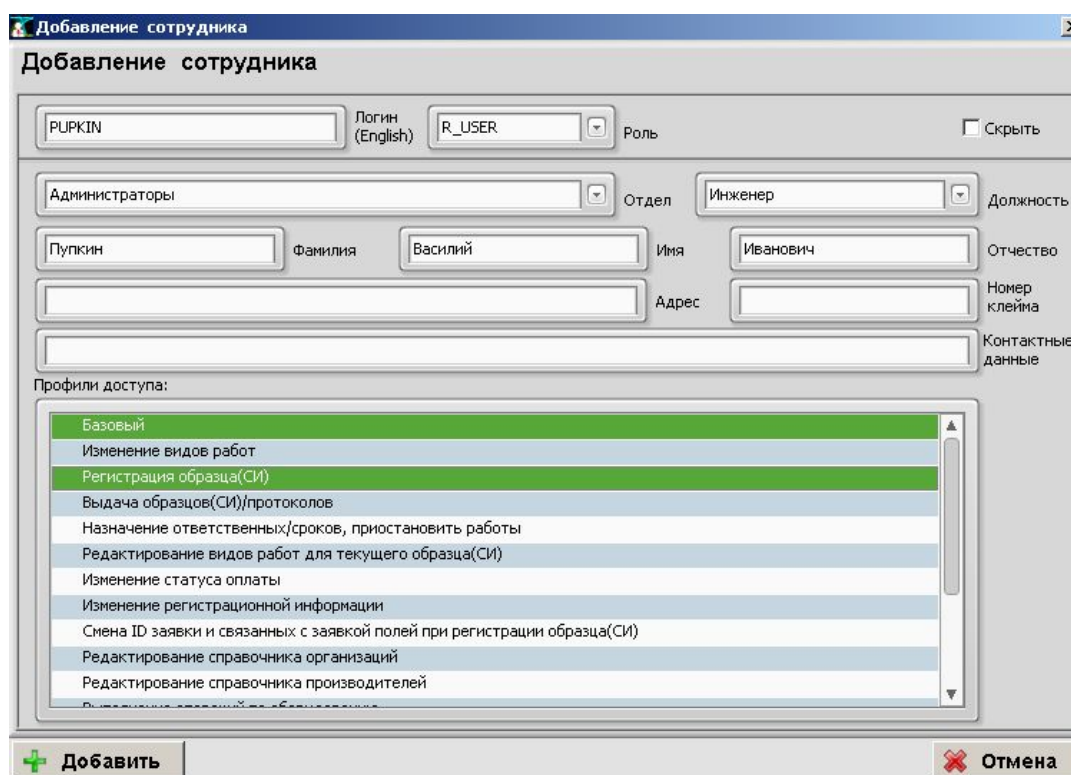 Добавление сотрудника
Добавление сотрудника
PUPKIN
Логин
(English)
R_USER
Роль
Скрыть
Администраторы
Отдел
Инженер
Должность
Пупкин
Фамилия
Василий
Имя
Иванович
Отчество
Адрес
Номер
клейма
Контактные
данные
Профили доступа:
Базовый
Изменение видов работ
Регистрация образца(СИ)
Выдача образцов(СИ)/протоколов
Назначение ответственных/сроков, приостановить работы
Редактирование видов работ для текущего образца(СИ)
Изменение статуса оплаты
Изменение регистрационной информации
Смена ID заявки и связанных с заявкой полей при регистрации образца(СИ)
Редактирование справочника организаций
Редактирование справочника производителей
Добавить
Отмена